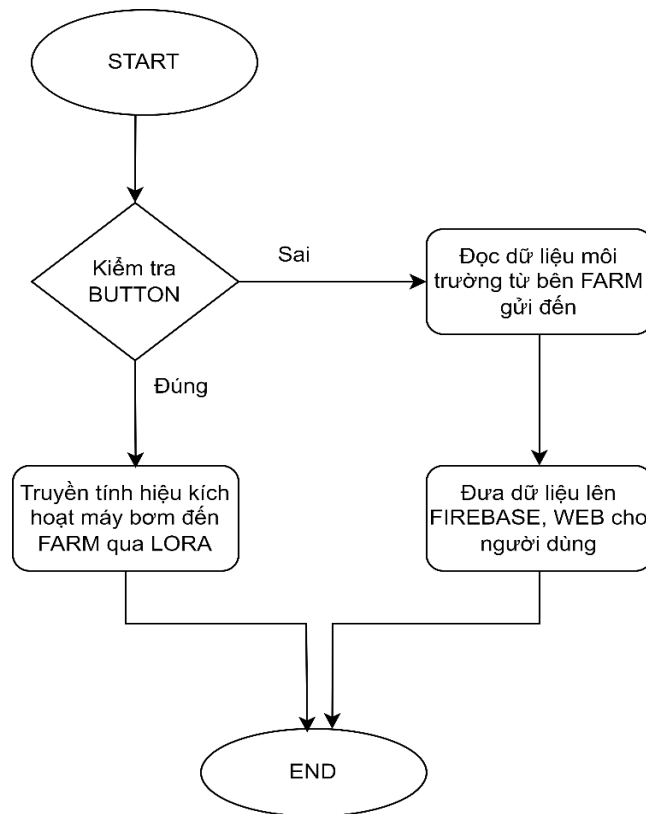 START
Kiểm tra
BUTTON
Sai
Đọc dữ liệu môi
trường từ bên FARM
gửi đến
Đúng
Truyền tính hiệu kích
hoạt máy bơm đến
FARM qua LORA
Đưa dữ liệu lên
FIREBASE, WEB cho
người dùng
END